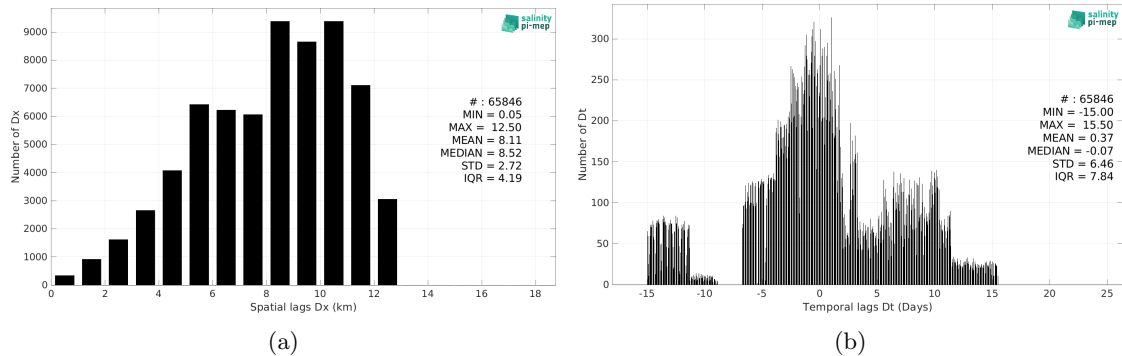 salinity
pi-mep
9000
8000
7000
6000
5000
4000
3000
2000
1000
0
Number of Dx
# : 65846
MIN = 0.05
MAX = 12.50
MEAN = 8.11
MEDIAN = 8.52
STD = 2.72
IQR = 4.19
0 2 4 6 8 10 12 14 16 18
Spatial lags Dx (km)
(a)
salinity
pi-mep
300
250
200
150
100
50
0
Number of Dt
# : 65846
MIN = -15.00
MAX = 15.50
MEAN = 0.37
MEDIAN = -0.07
STD = 6.46
IQR = 7.84
-15 -10 -5 0 5 10 15 20 25
Temporal lags Dt (Days)
(b)